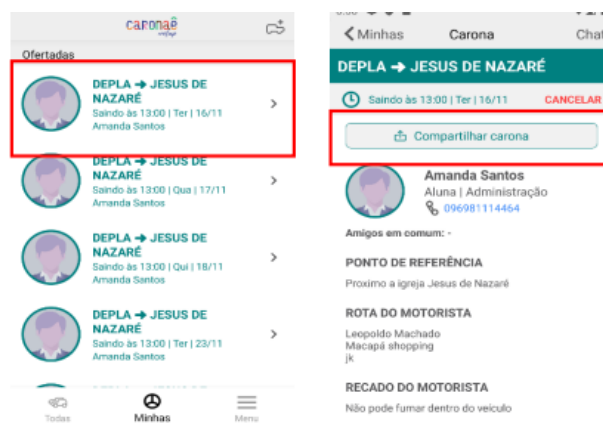 caronaê
Ofertadas
DEPLA → JESUS DE
NAZARÉ
Saindo às 13:00 | Ter | 16/11
Amanda Santos
DEPLA → JESUS DE
NAZARÉ
Saindo às 13:00 | Qua | 17/11
Amanda Santos
DEPLA → JESUS DE
NAZARÉ
Saindo às 13:00 | Qui | 18/11
Amanda Santos
DEPLA → JESUS DE
NAZARÉ
Saindo às 13:00 | Ter | 23/11
Amanda Santos
Todas
Minhas
Menu
Minhas
Carona
Chat
DEPLA → JESUS DE NAZARÉ
Saindo às 13:00 | Ter | 16/11
CANCELAR
Compartilhar carona
Amanda Santos
Aluna | Administração
096981114464
Amigos em comum: -
PONTO DE REFERÊNCIA
Proximo a igreja Jesus de Nazaré
ROTA DO MOTORISTA
Leopoldo Machado
Macapá shopping
jk
RECADO DO MOTORISTA
Não pode fumar dentro do veículo